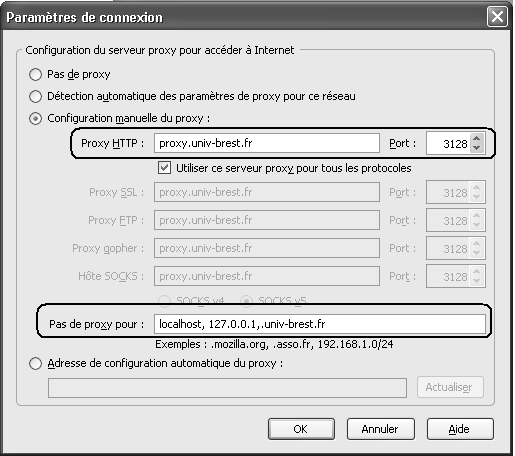 Paramètres de connexion
Configuration du serveur proxy pour accéder à Internet
Pas de proxy
Détection automatique des paramètres de proxy pour ce réseau
Configuration manuelle du proxy :
Proxy HTTP : proxy.univ-brest.fr Port : 3128
Utiliser ce serveur proxy pour tous les protocoles
Proxy SSL : proxy.univ-brest.fr Port : 3128
Proxy FTP : proxy.univ-brest.fr Port : 3128
Proxy gopher : proxy.univ-brest.fr Port : 3128
Hôte SOCKS : proxy.univ-brest.fr Port : 3128
SOCKS v4 SOCKS v5
Pas de proxy pour : localhost, 127.0.0.1,.univ-brest.fr
Exemples : .mozilla.org, .asso.fr, 192.168.1.0/24
Adresse de configuration automatique du proxy :
Actualiser
OK Annuler Aide